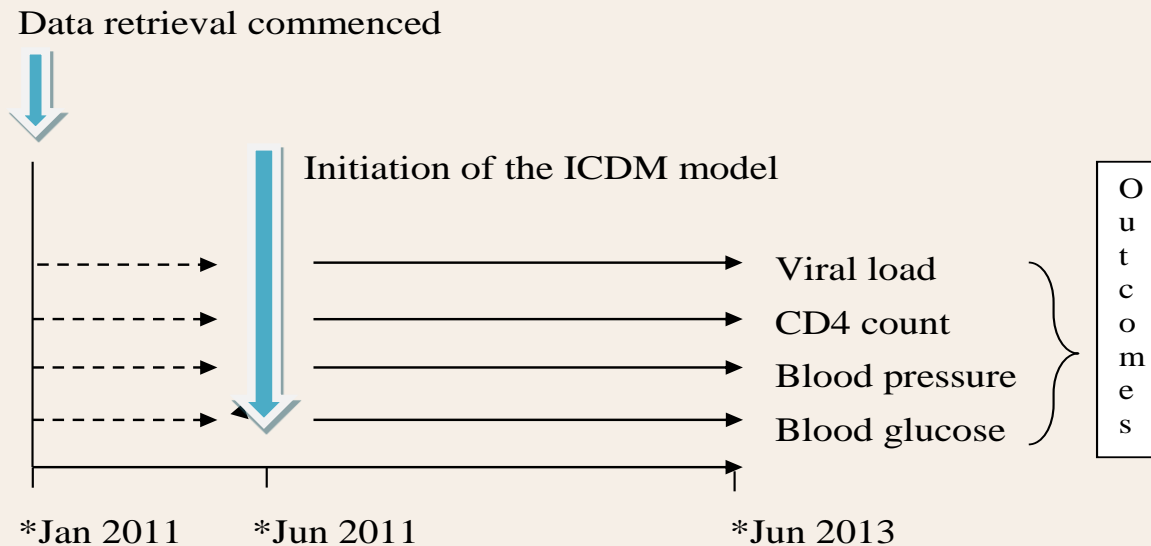 Data retrieval commenced
Initiation of the ICDM model
Viral load
CD4 count
Blood pressure
Blood glucose
O
u
t
c
o
m
e
s
*Jan 2011
*Jun 2011
*Jun 2013